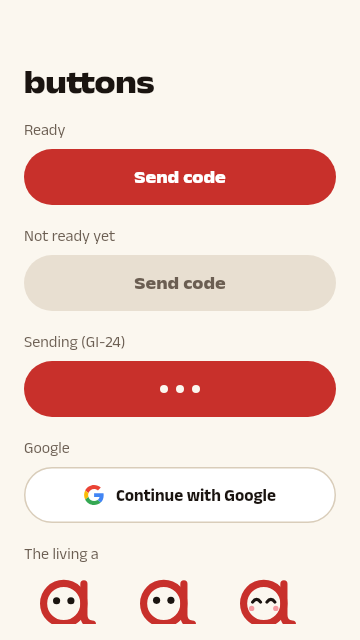 buttons
Ready
Send code
Not ready yet
Send code
Sending (GI-24)
Google
Continue with Google
The living a